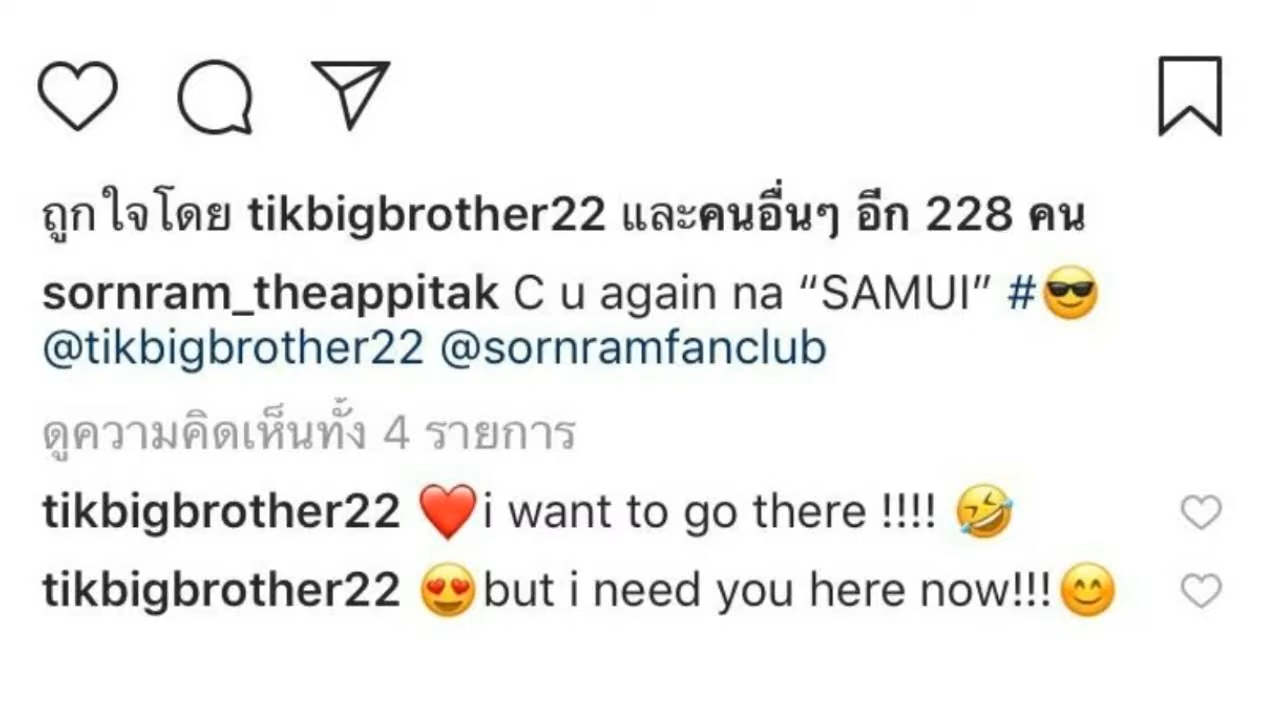 ถูกใจโดย tikbigbrother22 และคนอื่นๆ อีก 228 คน
sornram_theappitak C u again na “SAMUI” #😎
@tikbigbrother22 @sornramfanclub
ดูความคิดเห็นทั้ง 4 รายการ
tikbigbrother22 ❤️i want to go there !!!! 🤣
tikbigbrother22 😍but i need you here now!!!😊